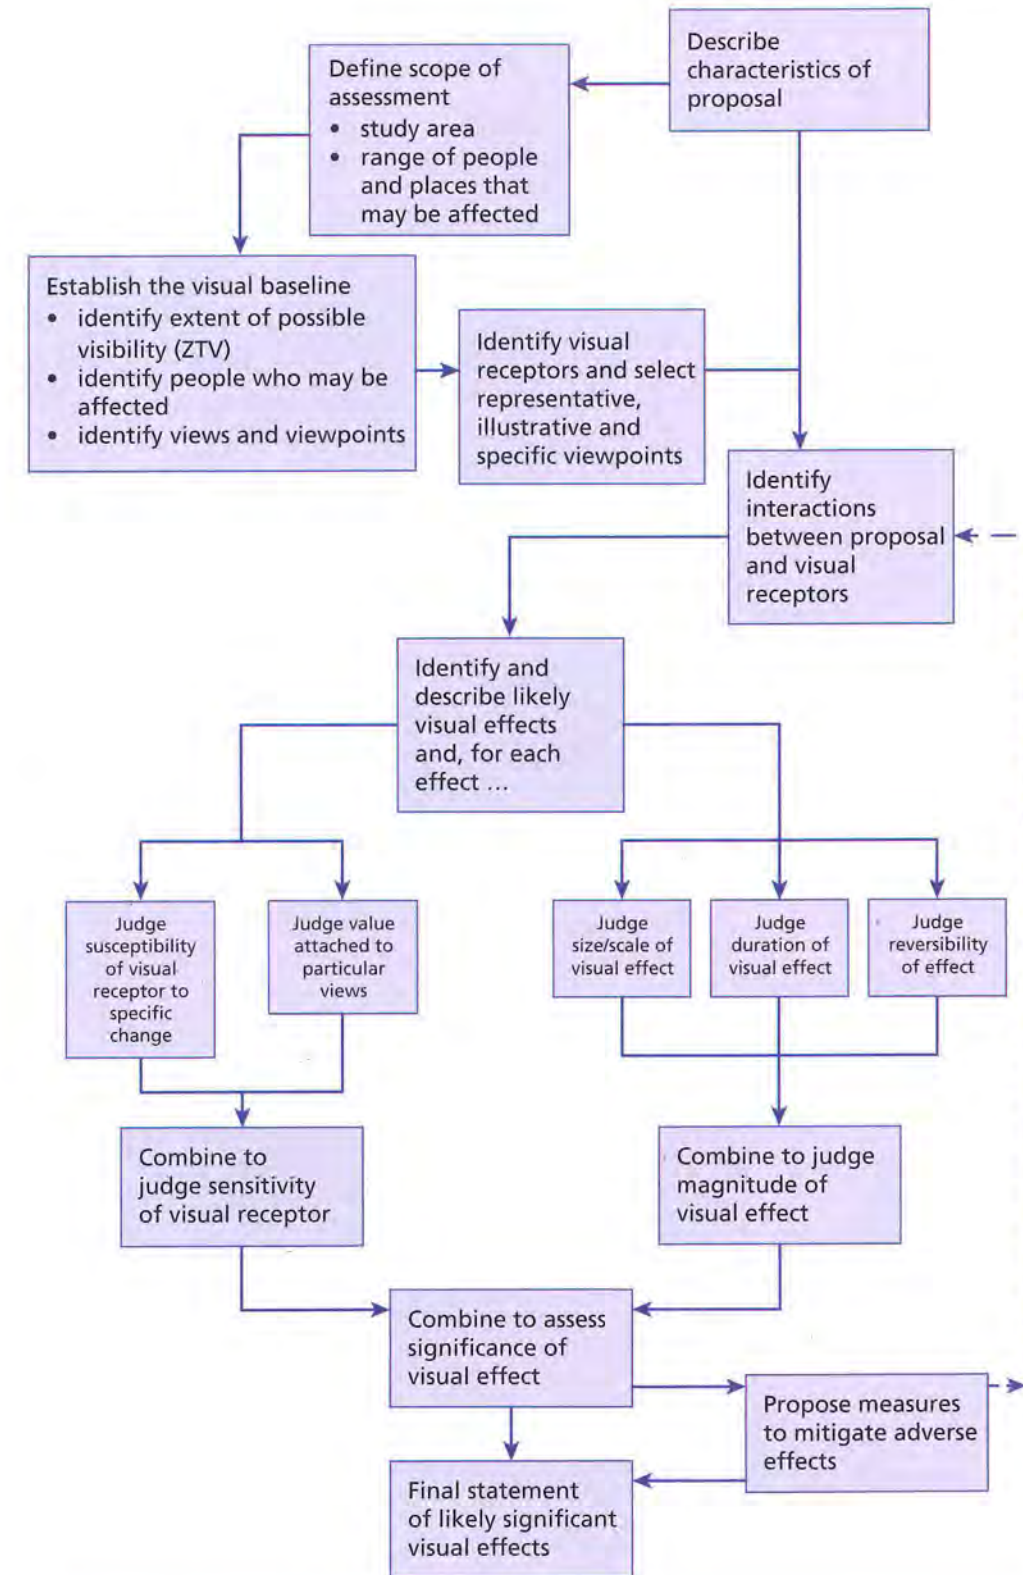 Describe
characteristics of
proposal
Define scope of
assessment
• study area
• range of people
and places that
may be affected
Establish the visual baseline
• identify extent of possible
visibility (ZTV)
• identify people who may be
affected
• identify views and viewpoints
Identify visual
receptors and select
representative,
illustrative and
specific viewpoints
Identify
interactions
between proposal
and visual
receptors
Identify and
describe likely
visual effects
and, for each
effect ...
Judge
susceptibility
of visual
receptor to
specific
change
Judge value
attached to
particular
views
Judge
size/scale of
visual effect
Judge
duration of
visual effect
Judge
reversibility
of effect
Combine to
judge sensitivity
of visual receptor
Combine to judge
magnitude of
visual effect
Combine to assess
significance of
visual effect
Propose measures
to mitigate adverse
effects
Final statement
of likely significant
visual effects